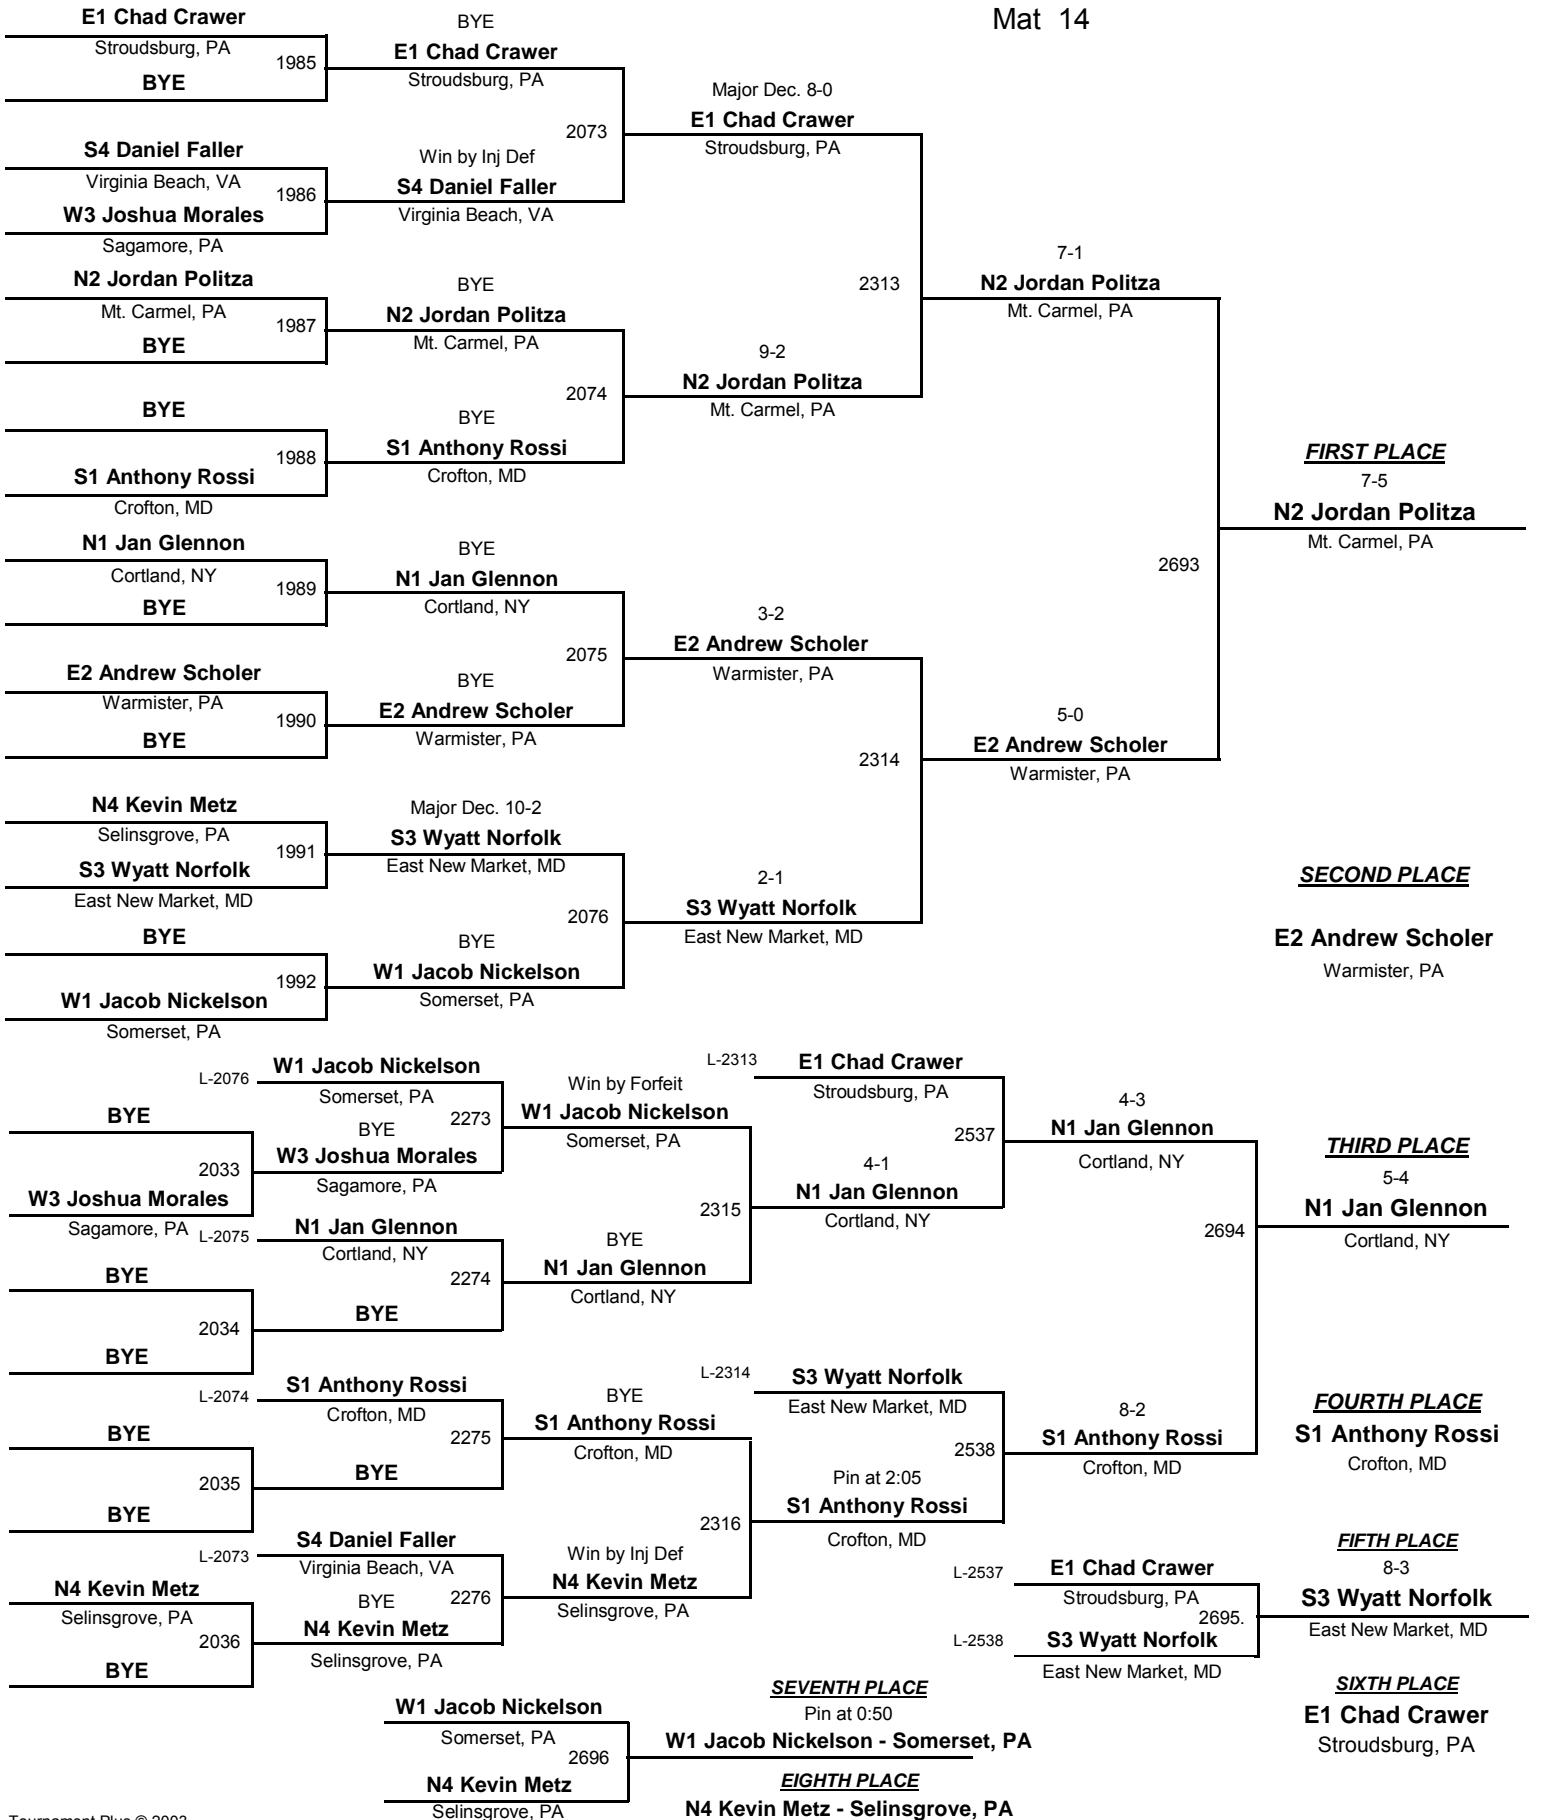 Mat 14
E1 Chad Crawer
Stroudsburg, PA
1985
BYE
S4 Daniel Faller
Virginia Beach, VA
1986
W3 Joshua Morales
Sagamore, PA
N2 Jordan Politza
Mt. Carmel, PA
1987
BYE
BYE
1988
S1 Anthony Rossi
Crofton, MD
N1 Jan Glennon
Cortland, NY
1989
BYE
E2 Andrew Scholer
Warmister, PA
1990
BYE
N4 Kevin Metz
Selinsgrove, PA
1991
S3 Wyatt Norfolk
East New Market, MD
BYE
1992
W1 Jacob Nickelson
Somerset, PA
BYE
E1 Chad Crawer
Stroudsburg, PA
2073
Win by Inj Def
S4 Daniel Faller
Virginia Beach, VA
BYE
N2 Jordan Politza
Mt. Carmel, PA
2074
BYE
S1 Anthony Rossi
Crofton, MD
BYE
N1 Jan Glennon
Cortland, NY
2075
BYE
E2 Andrew Scholer
Warmister, PA
Major Dec. 10-2
S3 Wyatt Norfolk
East New Market, MD
2076
BYE
W1 Jacob Nickelson
Somerset, PA
Major Dec. 8-0
E1 Chad Crawer
Stroudsburg, PA
2313
9-2
N2 Jordan Politza
Mt. Carmel, PA
3-2
E2 Andrew Scholer
Warmister, PA
2314
2-1
S3 Wyatt Norfolk
East New Market, MD
7-1
N2 Jordan Politza
Mt. Carmel, PA
2693
5-0
E2 Andrew Scholer
Warmister, PA
FIRST PLACE
7-5
N2 Jordan Politza
Mt. Carmel, PA
SECOND PLACE
E2 Andrew Scholer
Warmister, PA
BYE
2033
W3 Joshua Morales
Sagamore, PA
BYE
2034
BYE
BYE
2035
BYE
N4 Kevin Metz
Selinsgrove, PA
2036
BYE
L-2076
W1 Jacob Nickelson
Somerset, PA
2273
BYE
W3 Joshua Morales
Sagamore, PA
L-2075
N1 Jan Glennon
Cortland, NY
2274
BYE
L-2074
S1 Anthony Rossi
Crofton, MD
2275
BYE
L-2073
S4 Daniel Faller
Virginia Beach, VA
2276
BYE
N4 Kevin Metz
Selinsgrove, PA
Win by Forfeit
W1 Jacob Nickelson
Somerset, PA
2315
BYE
N1 Jan Glennon
Cortland, NY
BYE
S1 Anthony Rossi
Crofton, MD
2316
Win by Inj Def
N4 Kevin Metz
Selinsgrove, PA
L-2313
E1 Chad Crawer
Stroudsburg, PA
2537
4-1
N1 Jan Glennon
Cortland, NY
L-2314
S3 Wyatt Norfolk
East New Market, MD
2538
Pin at 2:05
S1 Anthony Rossi
Crofton, MD
4-3
N1 Jan Glennon
Cortland, NY
2694
8-2
S1 Anthony Rossi
Crofton, MD
THIRD PLACE
5-4
N1 Jan Glennon
Cortland, NY
FOURTH PLACE
S1 Anthony Rossi
Crofton, MD
L-2537
E1 Chad Crawer
Stroudsburg, PA
2695.
L-2538
S3 Wyatt Norfolk
East New Market, MD
FIFTH PLACE
8-3
S3 Wyatt Norfolk
East New Market, MD
SIXTH PLACE
E1 Chad Crawer
Stroudsburg, PA
W1 Jacob Nickelson
Somerset, PA
2696
N4 Kevin Metz
Selinsgrove, PA
SEVENTH PLACE
Pin at 0:50
W1 Jacob Nickelson - Somerset, PA
EIGHTH PLACE
N4 Kevin Metz - Selinsgrove, PA
Tournament Plus © 2003